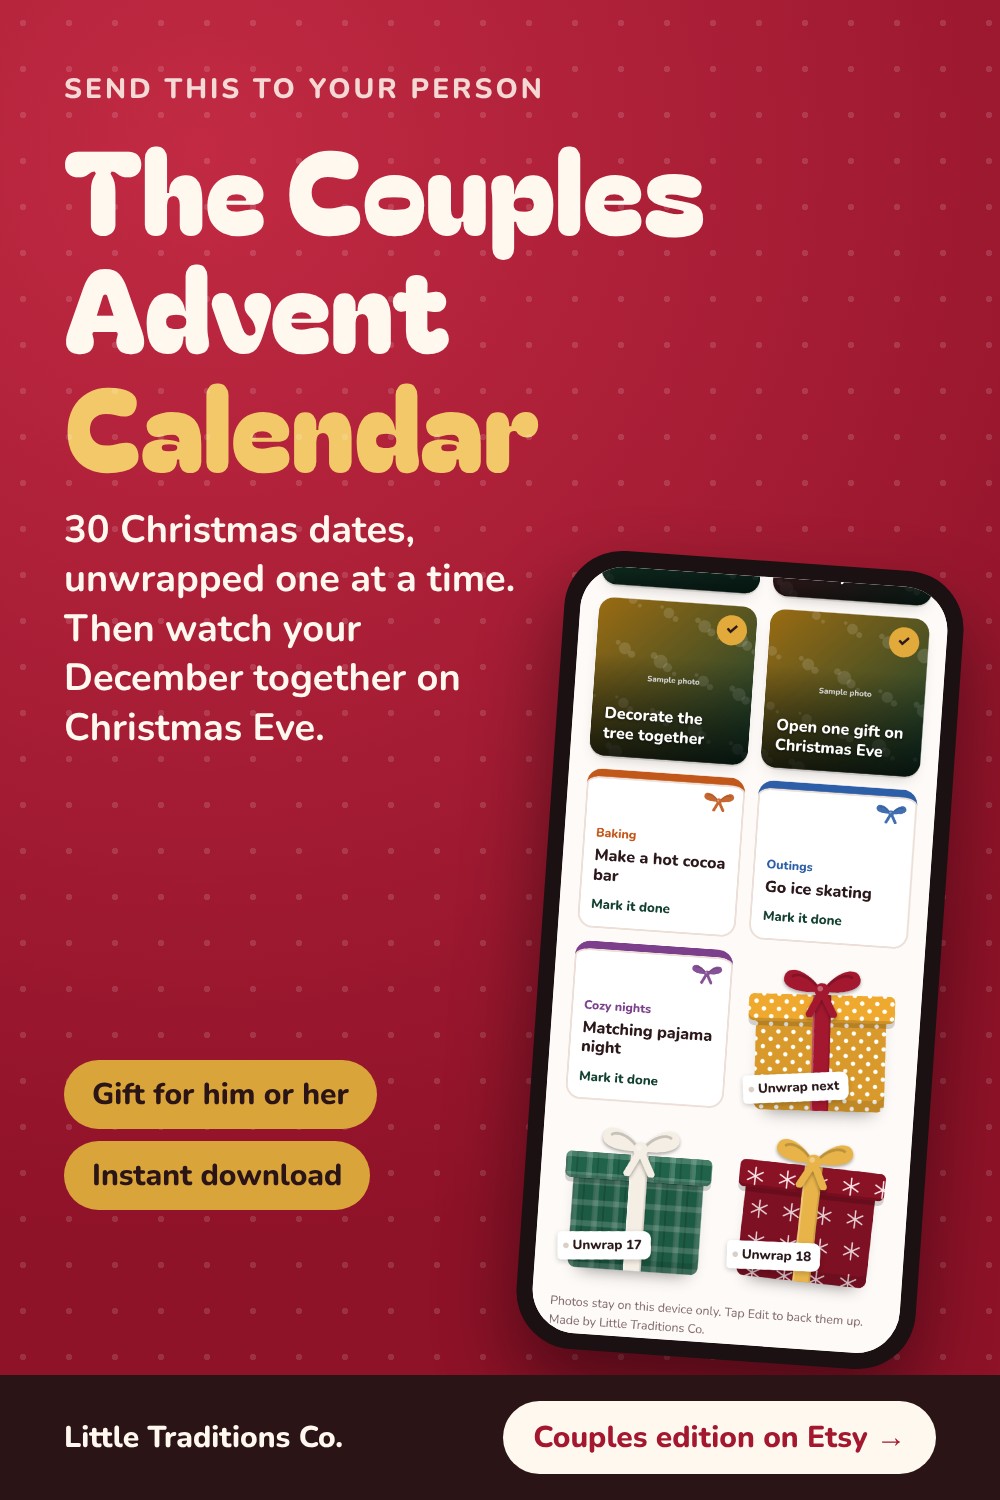 SEND THIS TO YOUR PERSON
The Couples
Advent
Calendar
30 Christmas dates,
unwrapped one at a time.
Then watch your
December together on
Christmas Eve.
Sample photo
Decorate the
tree together
Sample photo
Open one gift on
Christmas Eve
Baking
Make a hot cocoa
bar
Mark it done
Outings
Go ice skating
Mark it done
Cozy nights
Matching pajama
night
Mark it done
Unwrap next
Unwrap 17
Unwrap 18
Photos stay on this device only. Tap Edit to back them up.
Made by Little Traditions Co.
Gift for him or her
Instant download
Little Traditions Co.
Couples edition on Etsy →